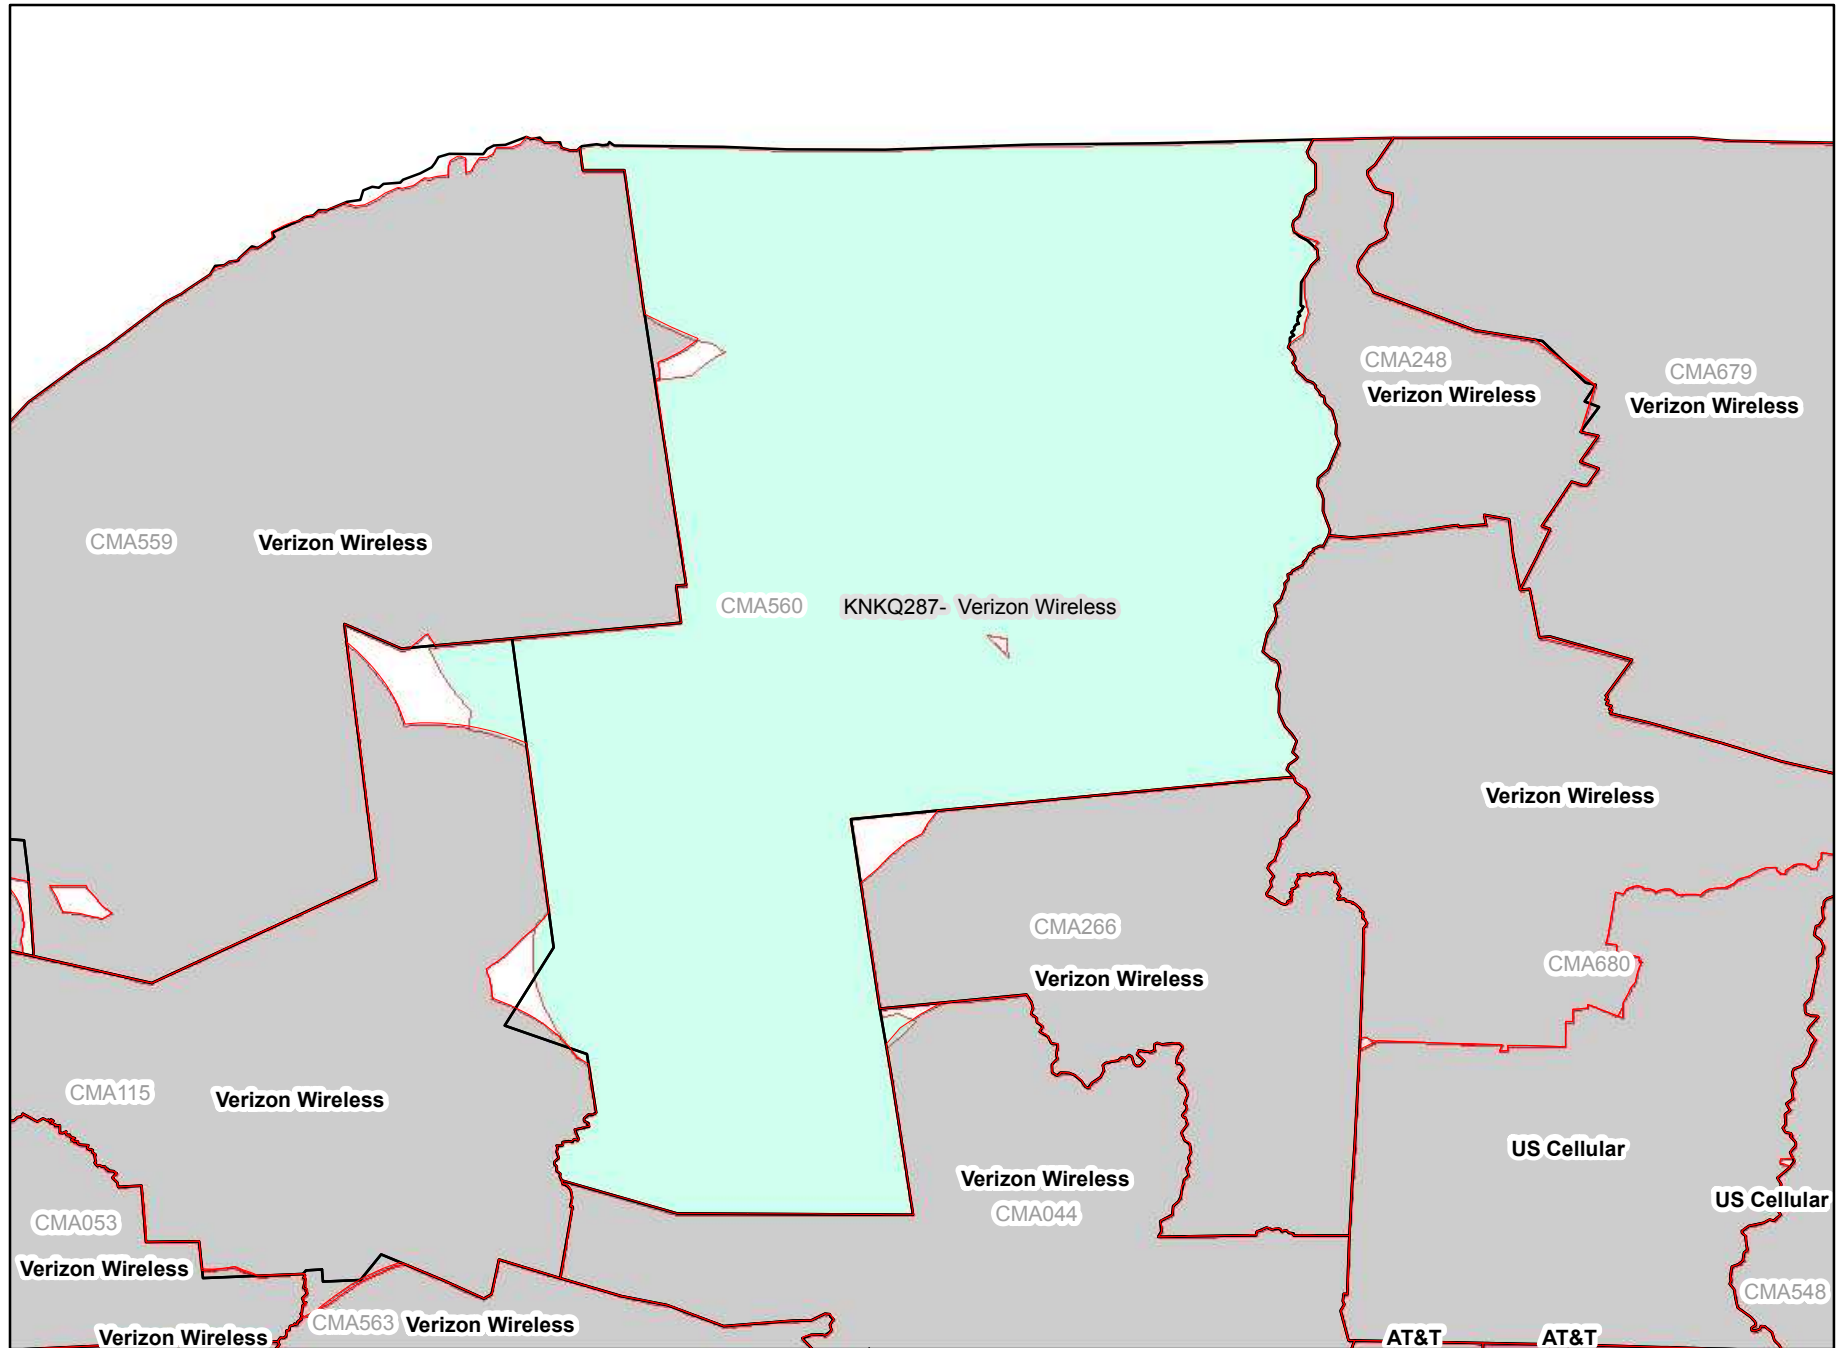 CMA248
Verizon Wireless
CMA679
Verizon Wireless
CMA559
Verizon Wireless
CMA560
KNKQ287- Verizon Wireless
Verizon Wireless
CMA266
Verizon Wireless
CMA680
CMA115
Verizon Wireless
US Cellular
Verizon Wireless
CMA044
US Cellular
CMA053
Verizon Wireless
CMA548
CMA563
Verizon Wireless
Verizon Wireless
AT&T
AT&T